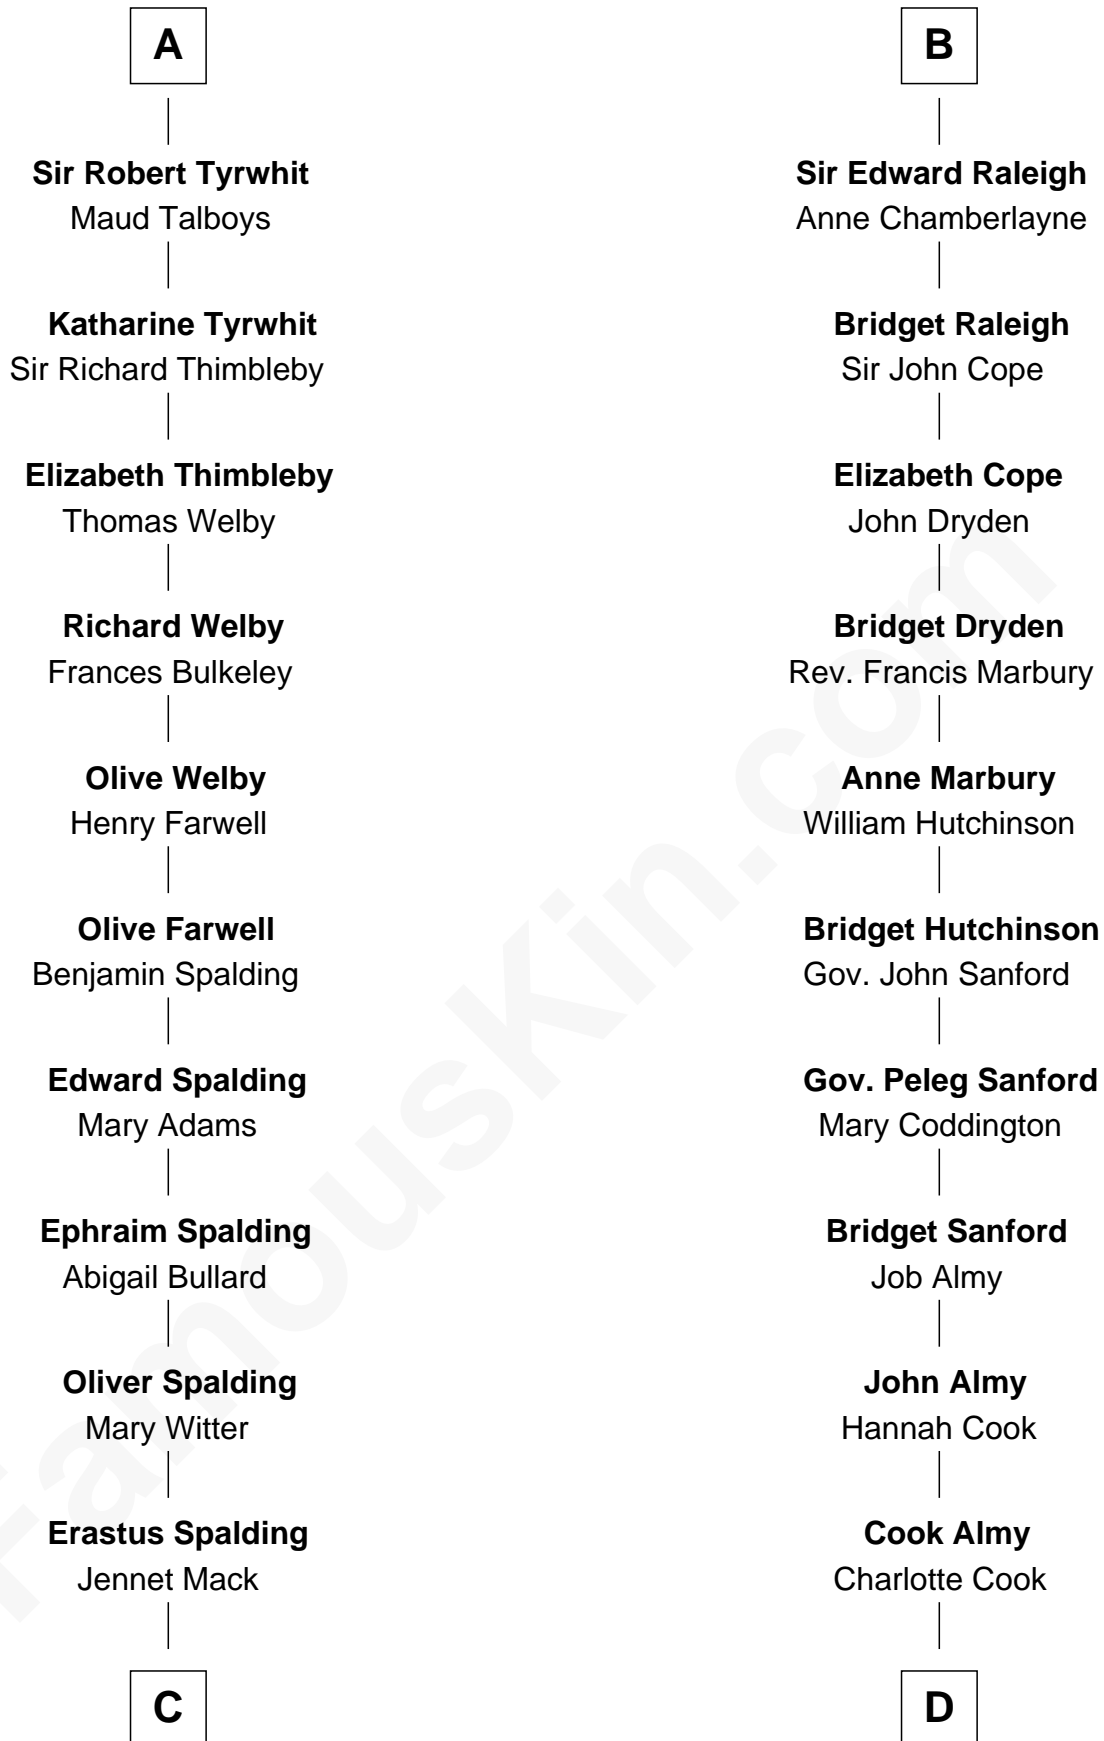 A
Sir Robert Tyrwhit
Maud Talboys
Katharine Tyrwhit
Sir Richard Thimbleby
Elizabeth Thimbleby
Thomas Welby
Richard Welby
Frances Bulkeley
Olive Welby
Henry Farwell
Olive Farwell
Benjamin Spalding
Edward Spalding
Mary Adams
Ephraim Spalding
Abigail Bullard
Oliver Spalding
Mary Witter
Erastus Spalding
Jennet Mack
C
B
Sir Edward Raleigh
Anne Chamberlayne
Bridget Raleigh
Sir John Cope
Elizabeth Cope
John Dryden
Bridget Dryden
Rev. Francis Marbury
Anne Marbury
William Hutchinson
Bridget Hutchinson
Gov. John Sanford
Gov. Peleg Sanford
Mary Coddington
Bridget Sanford
Job Almy
John Almy
Hannah Cook
Cook Almy
Charlotte Cook
D
FamousKin.com